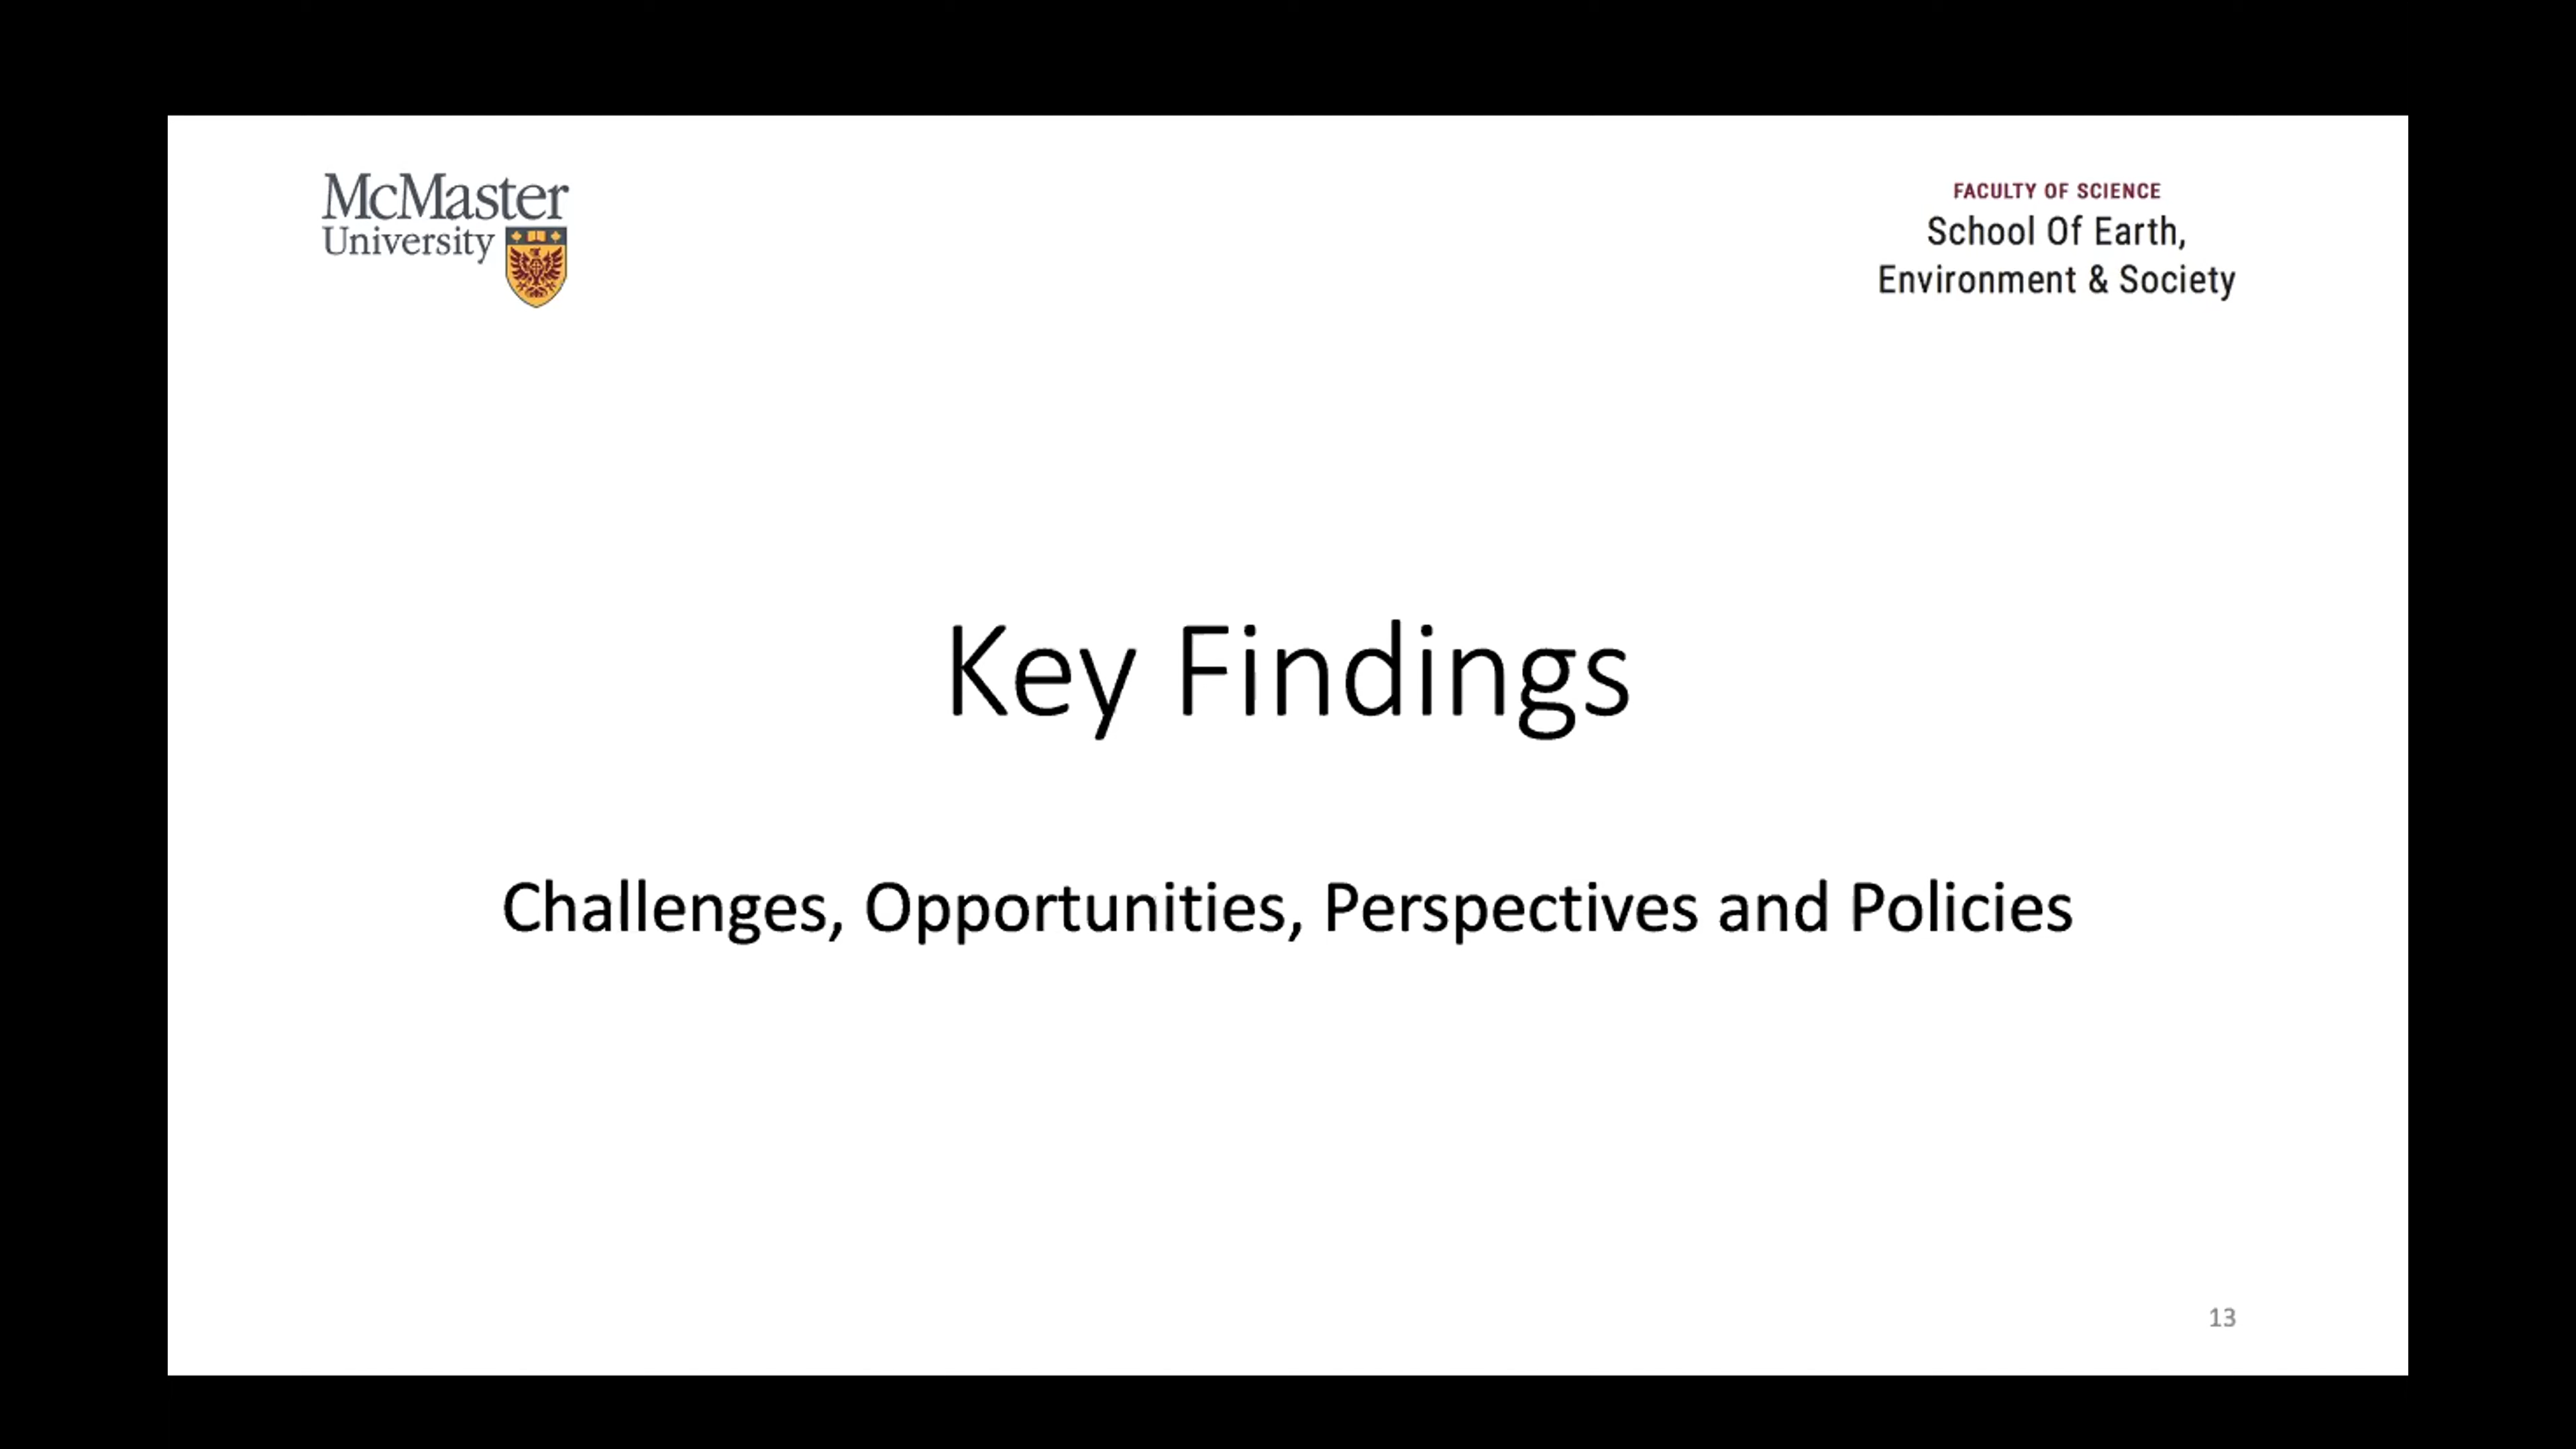 McMaster
University
FACULTY OF SCIENCE
School Of Earth,
Environment & Society
Key Findings
Challenges, Opportunities, Perspectives and Policies
13